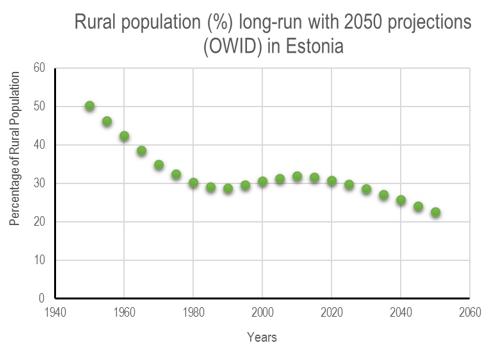 Rural population (%) long-run with 2050 projections
(OWID) in Estonia
Percentage of Rural Population
60
50
40
30
20
10
0
1940 1960 1980 2000 2020 2040 2060
Years